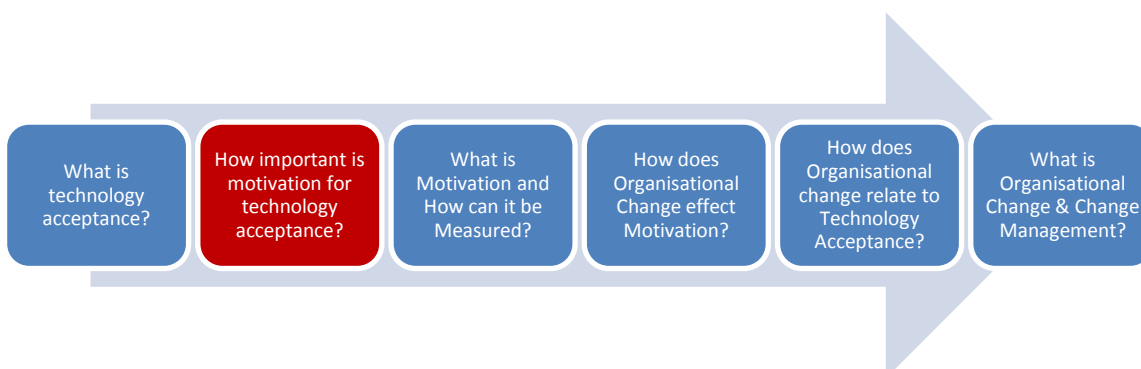 What is
technology
acceptance?
How important is
motivation for
technology
acceptance?
What is
Motivation and
How can it be
Measured?
How does
Organisational
Change effect
Motivation?
How does
Organisational
change relate to
Technology
Acceptance?
What is
Organisational
Change & Change
Management?